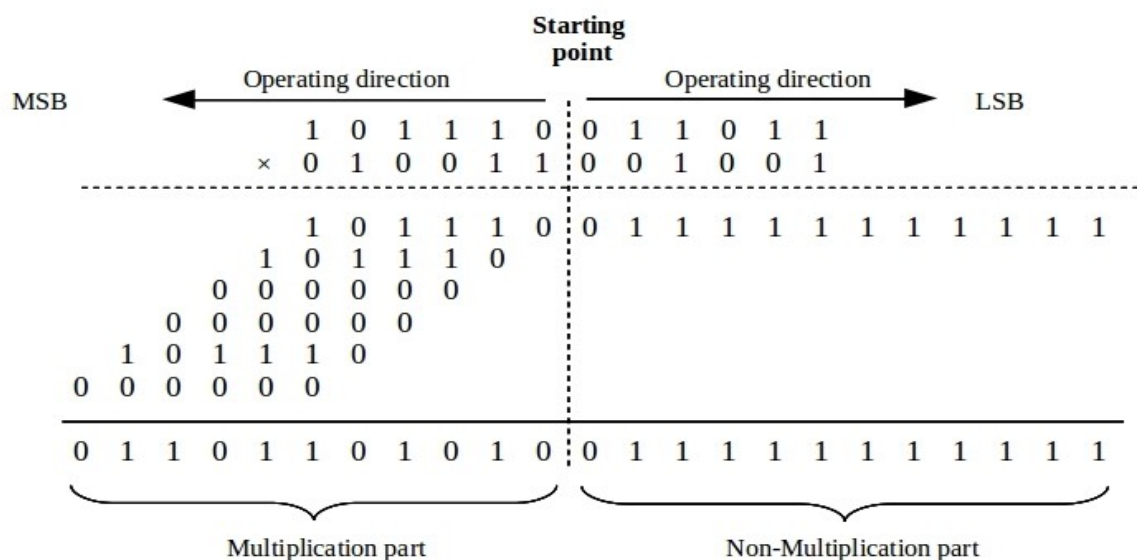 Starting
point
Operating direction Operating direction
MSB LSB
1 0 1 1 1 0 0 1 1 0 1 1
× 0 1 0 0 1 1 0 0 1 0 0 1
1 0 1 1 1 0 0 1 1 1 1 1 1 1 1 1 1 1
1 0 1 1 1 0
0 0 0 0 0 0
0 0 0 0 0 0
1 0 1 1 1 0
0 0 0 0 0 0
0 1 1 0 1 1 0 1 0 1 0 0 1 1 1 1 1 1 1 1 1 1 1
Multiplication part Non-Multiplication part